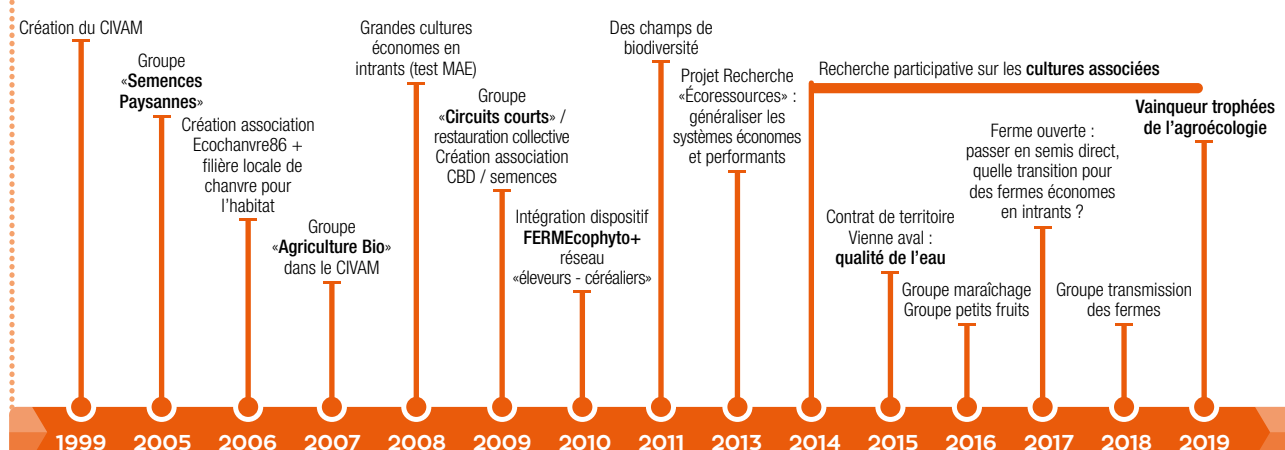 Création du CIVAM
Groupe
«Semences
Paysannes»
Création association
Ecochanvre86 +
filière locale de
chanvre pour
l'habitat
Groupe
«Agriculture Bio»
dans le CIVAM
Grandes cultures
économes en
intrants (test MAE)
Groupe
«Circuits courts» /
restauration collective
Création association
CBD / semences
Intégration dispositif
FERMEcophyto+
réseau
«éleveurs - céréaliers»
Des champs de
biodiversité
Projet Recherche
«Écoressources» :
généraliser les
systèmes économes
et performants
Recherche participative sur les cultures associées
Contrat de territoire
Vienne aval :
qualité de l'eau
Groupe maraîchage
Groupe petits fruits
Ferme ouverte :
passer en semis direct,
quelle transition pour
des fermes économes
en intrants ?
Groupe transmission
des fermes
Vainqueur trophées
de l'agroécologie
1999 2005 2006 2007 2008 2009 2010 2011 2013 2014 2015 2016 2017 2018 2019